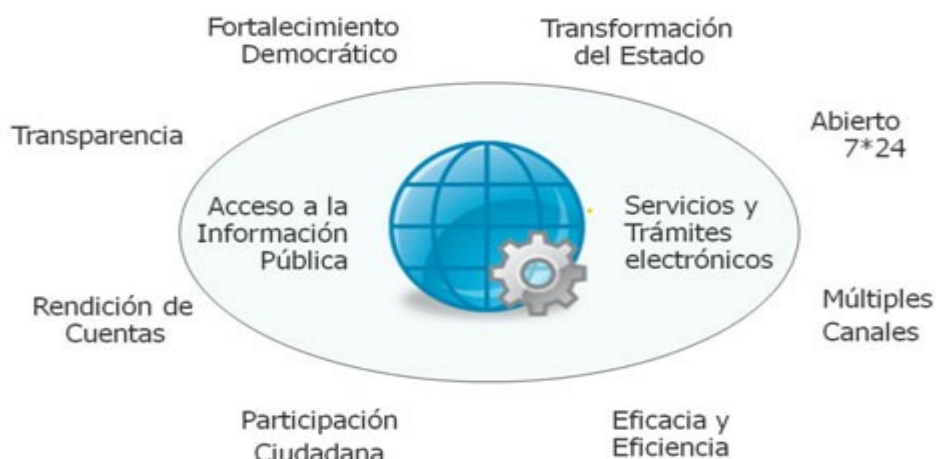 Fortalecimiento
Democrático
Transformación
del Estado
Transparencia
Abierto
7*24
Acceso a la
Información
Pública
Servicios y
Trámites
electrónicos
Rendición de
Cuentas
Múltiples
Canales
Participación
Ciudadana
Eficacia y
Eficiencia